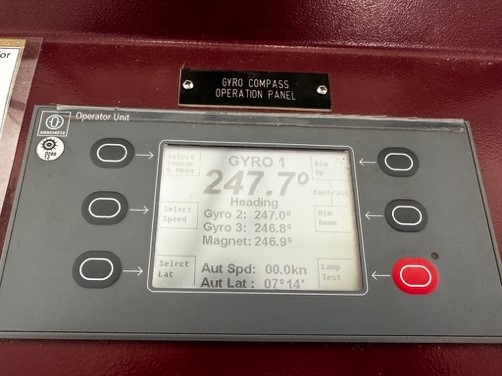 GYRO COMPASS
OPERATION PANEL
Operator Unit
ANSCHÜTZ
Select
Sensor
& Menu
GYRO 1
Dim
Up
247.7°
Contrast
Heading
Select
Speed
Gyro 2: 247.0°
Gyro 3: 246.8°
Magnet: 246.9°
Dim
Down
Select
Lat
Aut Spd: 00.0kn
Aut Lat : 07°14'
Lamp
Test